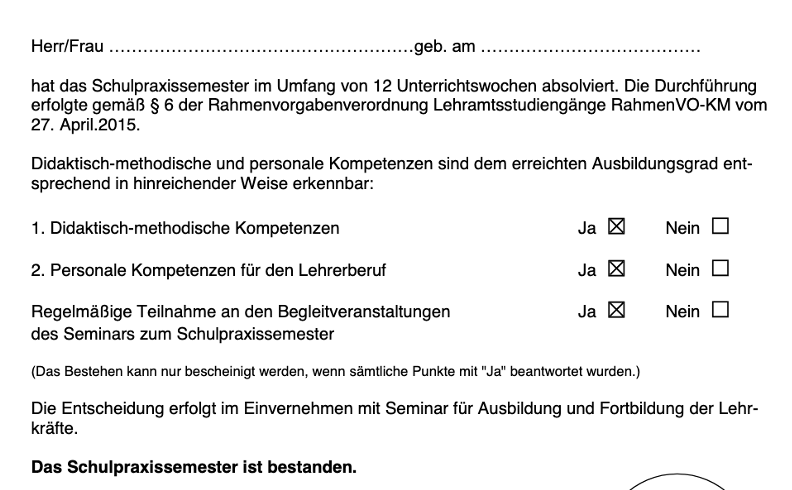 Herr/Frau ……………………………………………….geb. am …………………………………
hat das Schulpraxissemester im Umfang von 12 Unterrichtswochen absolviert. Die Durchführung
erfolgte gemäß § 6 der Rahmenvorgabenverordnung Lehramtsstudiengänge RahmenVO-KM vom
27. April.2015.
Didaktisch-methodische und personale Kompetenzen sind dem erreichten Ausbildungsgrad ent-
sprechend in hinreichender Weise erkennbar:
1. Didaktisch-methodische Kompetenzen Ja ☒ Nein ☐
2. Personale Kompetenzen für den Lehrerberuf Ja ☒ Nein ☐
Regelmäßige Teilnahme an den Begleitveranstaltungen Ja ☒ Nein ☐
des Seminars zum Schulpraxissemester
(Das Bestehen kann nur bescheinigt werden, wenn sämtliche Punkte mit "Ja" beantwortet wurden.)
Die Entscheidung erfolgt im Einvernehmen mit Seminar für Ausbildung und Fortbildung der Lehr-
kräfte.
Das Schulpraxissemester ist bestanden.